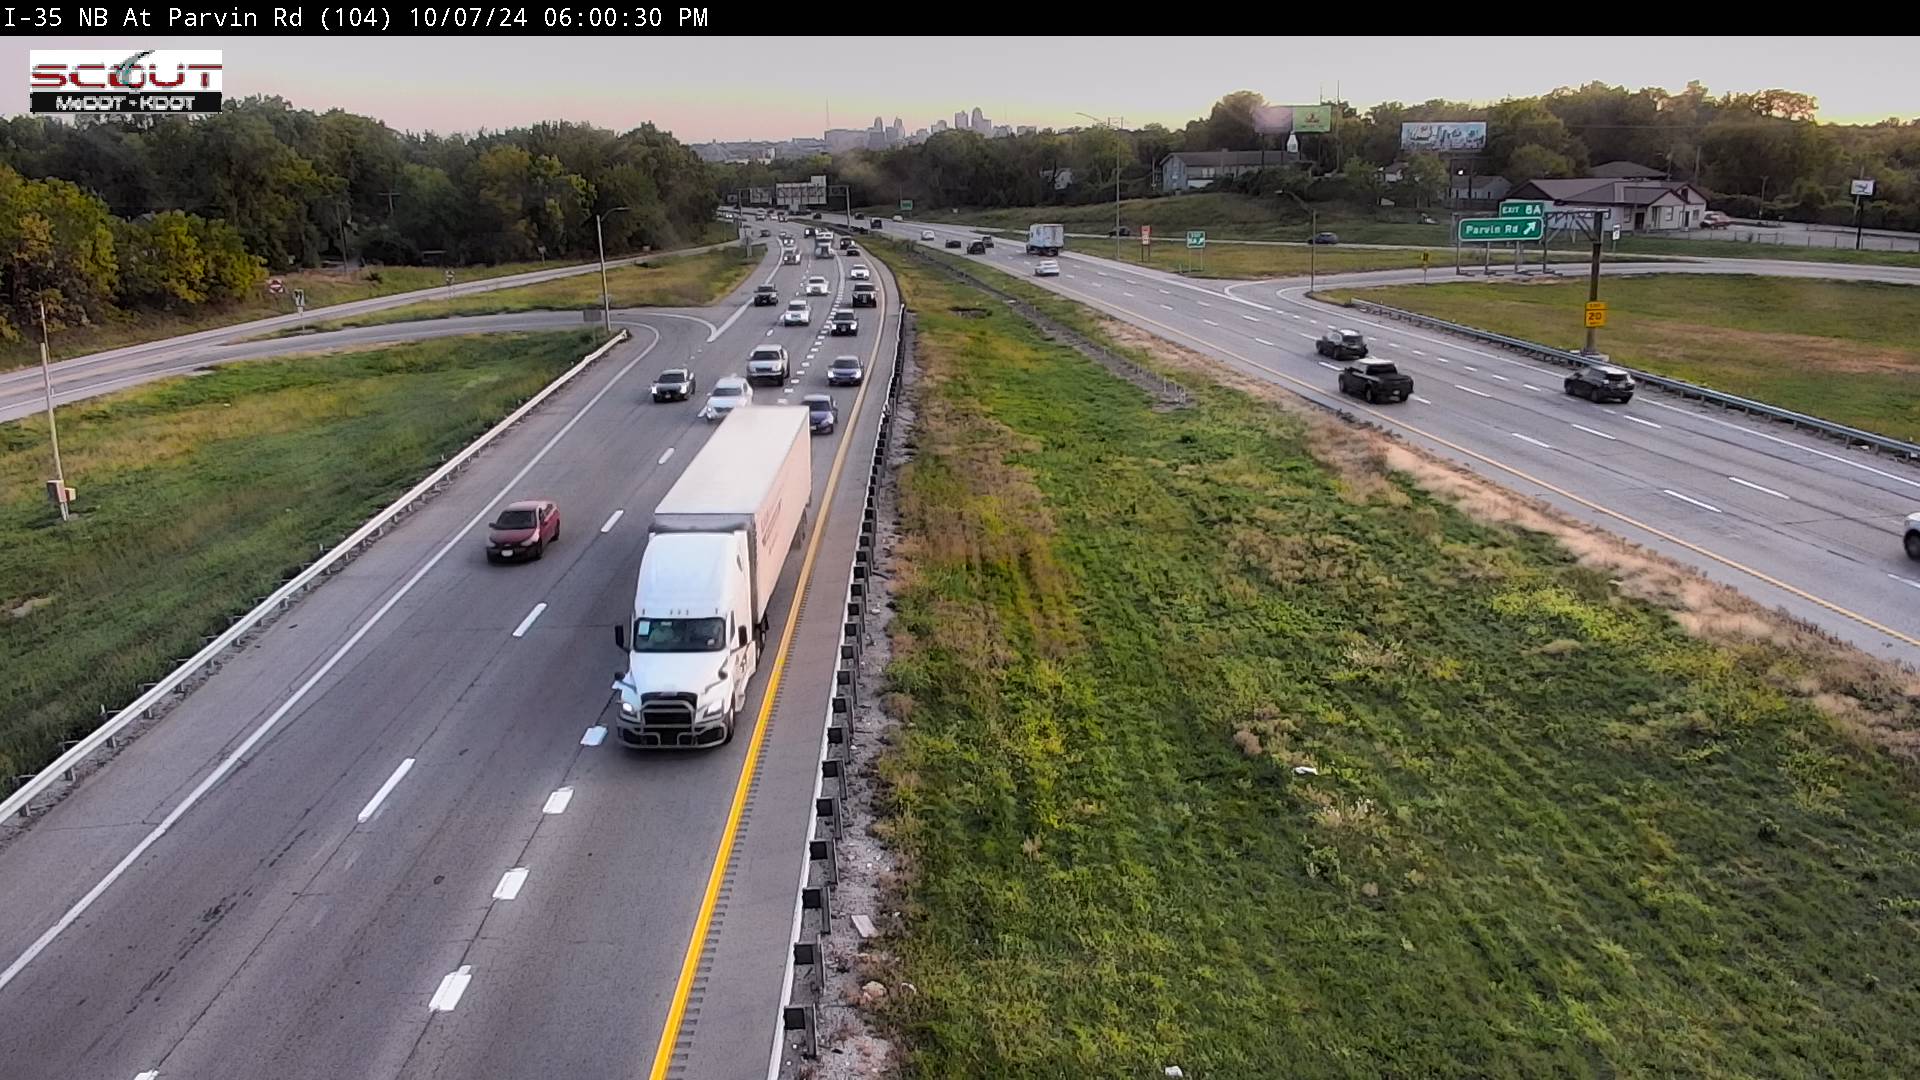 I-35 NB At Parvin Rd (104) 10/07/24 06:00:30 PM
SCOUT
MoDOT - KDOT
EXIT 8A
Parvin Rd
20